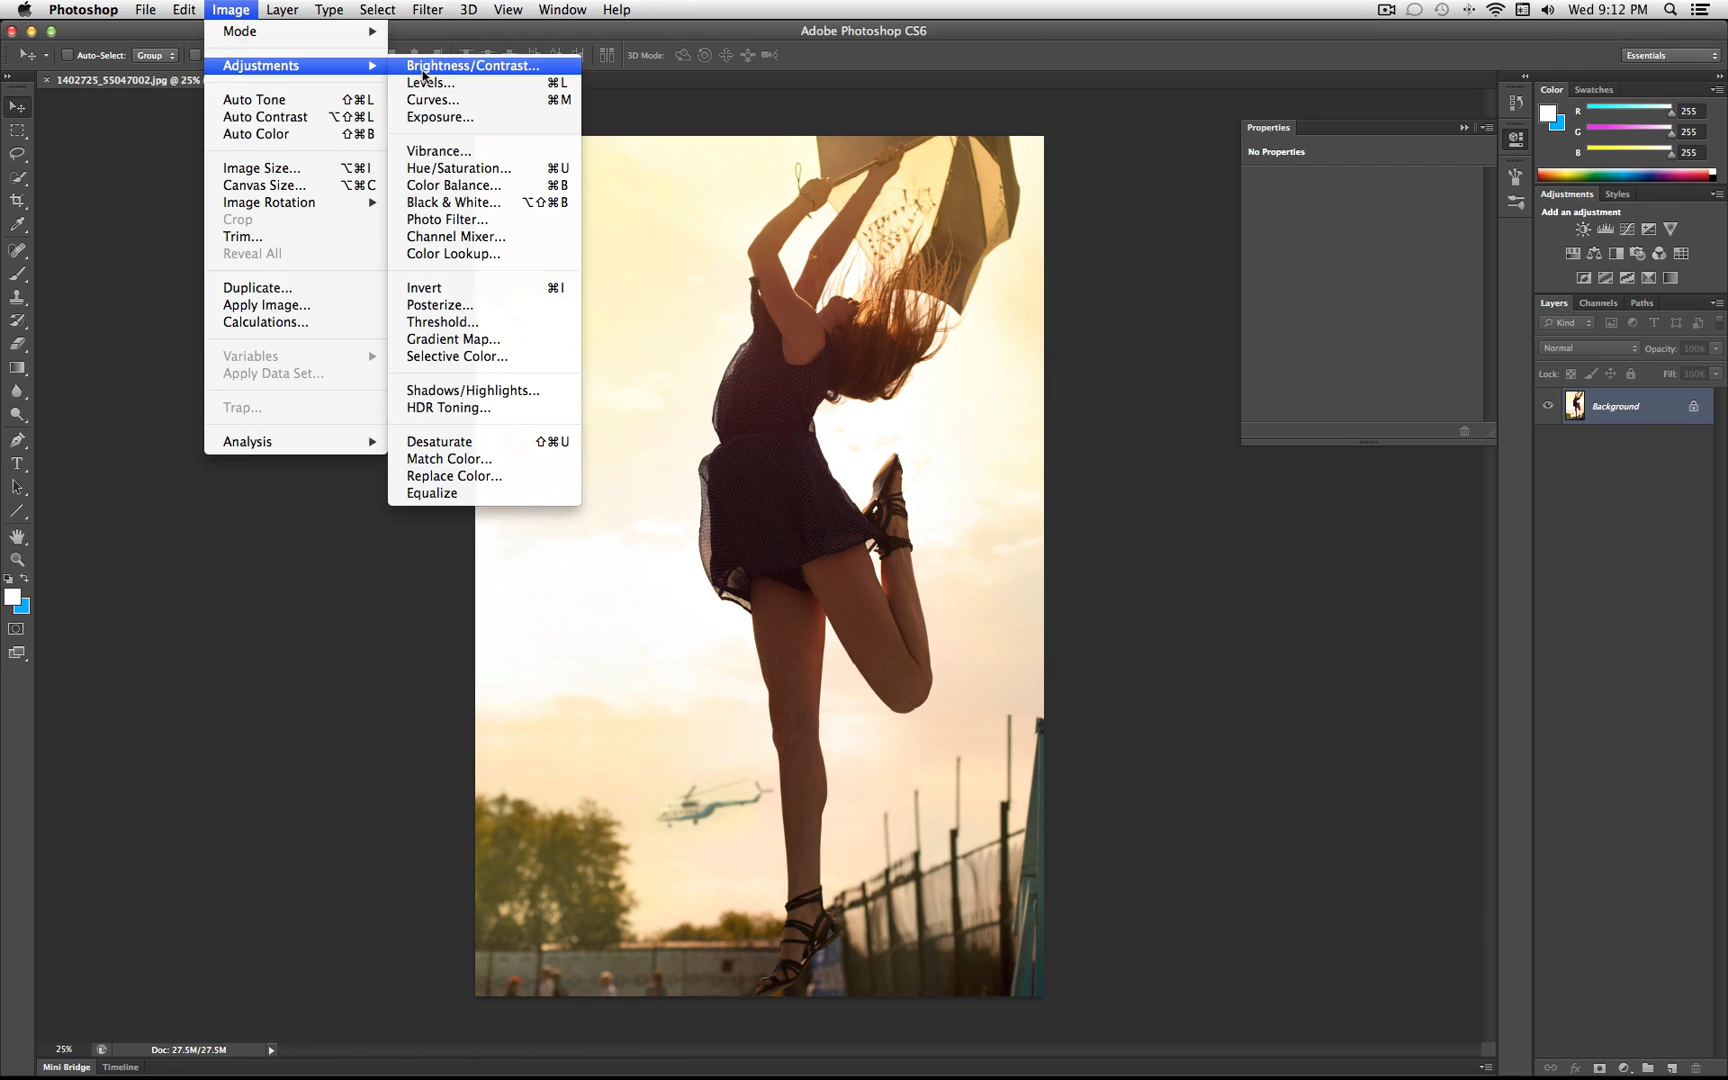 Photoshop File Edit Image Layer Type Select Filter 3D View Window Help Wed 9:12 PM
Adobe Photoshop CS6
Auto-Select: Group 3D Mode: Essentials
1402725_55047002.jpg @ 25%
Mode
Adjustments
Auto Tone ⇧⌘L
Auto Contrast ⌥⇧⌘L
Auto Color ⇧⌘B
Image Size... ⌥⌘I
Canvas Size... ⌥⌘C
Image Rotation
Crop
Trim...
Reveal All
Duplicate...
Apply Image...
Calculations...
Variables
Apply Data Set...
Trap...
Analysis
Brightness/Contrast...
Levels... ⌘L
Curves... ⌘M
Exposure...
Vibrance...
Hue/Saturation... ⌘U
Color Balance... ⌘B
Black & White... ⌥⇧⌘B
Photo Filter...
Channel Mixer...
Color Lookup...
Invert ⌘I
Posterize...
Threshold...
Gradient Map...
Selective Color...
Shadows/Highlights...
HDR Toning...
Desaturate ⇧⌘U
Match Color...
Replace Color...
Equalize
Properties
No Properties
Color Swatches
R 255
G 255
B 255
Adjustments Styles
Add an adjustment
Layers Channels Paths
Kind
Normal Opacity: 100%
Lock: Fill: 100%
Background
25% Doc: 27.5M/27.5M
Mini Bridge Timeline